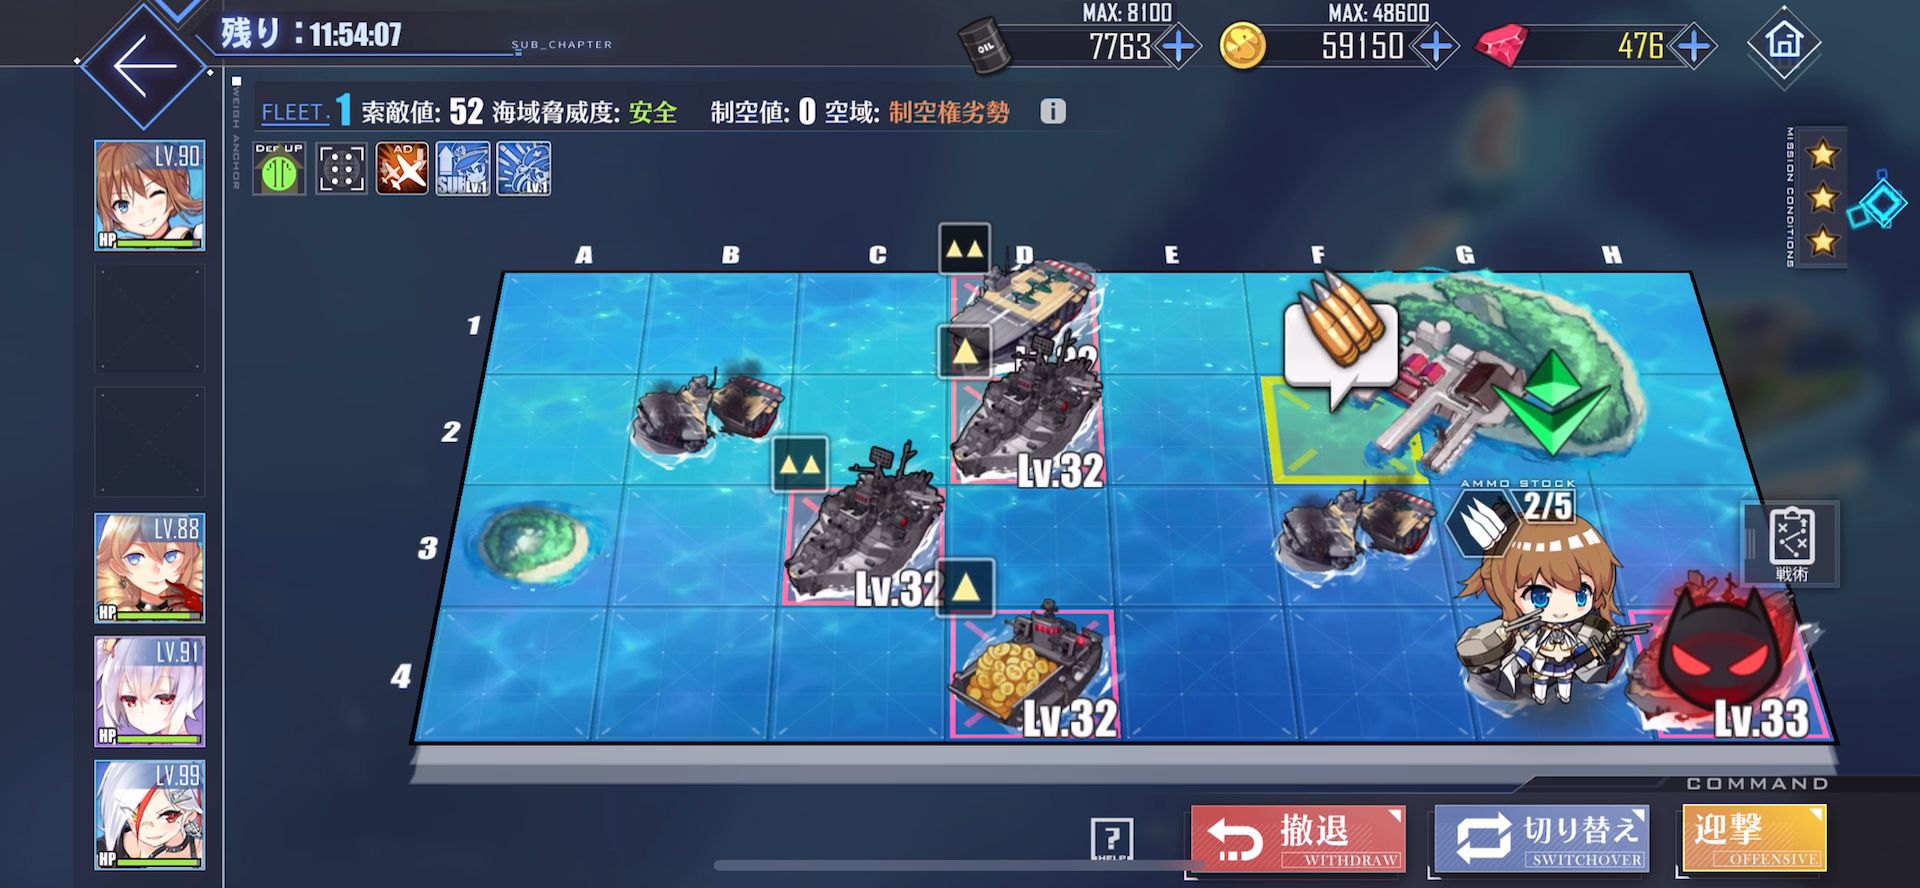 残り：11:54:07
SUB_CHAPTER
MAX: 8100
7763
MAX: 48600
59150
476
OIL
WEIGH ANCHOR
FLEET. 1 索敵値: 52 海域脅威度: 安全 制空値: 0 空域: 制空権劣勢 i
DEF UP
AD
SUB LV.1
LV.1
MISSION CONDITIONS
LV.90
HP
LV.88
HP
LV.91
HP
LV.99
HP
A B C D E F G H
1
2
3
4
Lv.32
Lv.32
Lv.32
AMMO STOCK
2/5
Lv.33
戦術
COMMAND
?
HELP
撤退
WITHDRAW
切り替え
SWITCHOVER
迎撃
OFFENSIVE